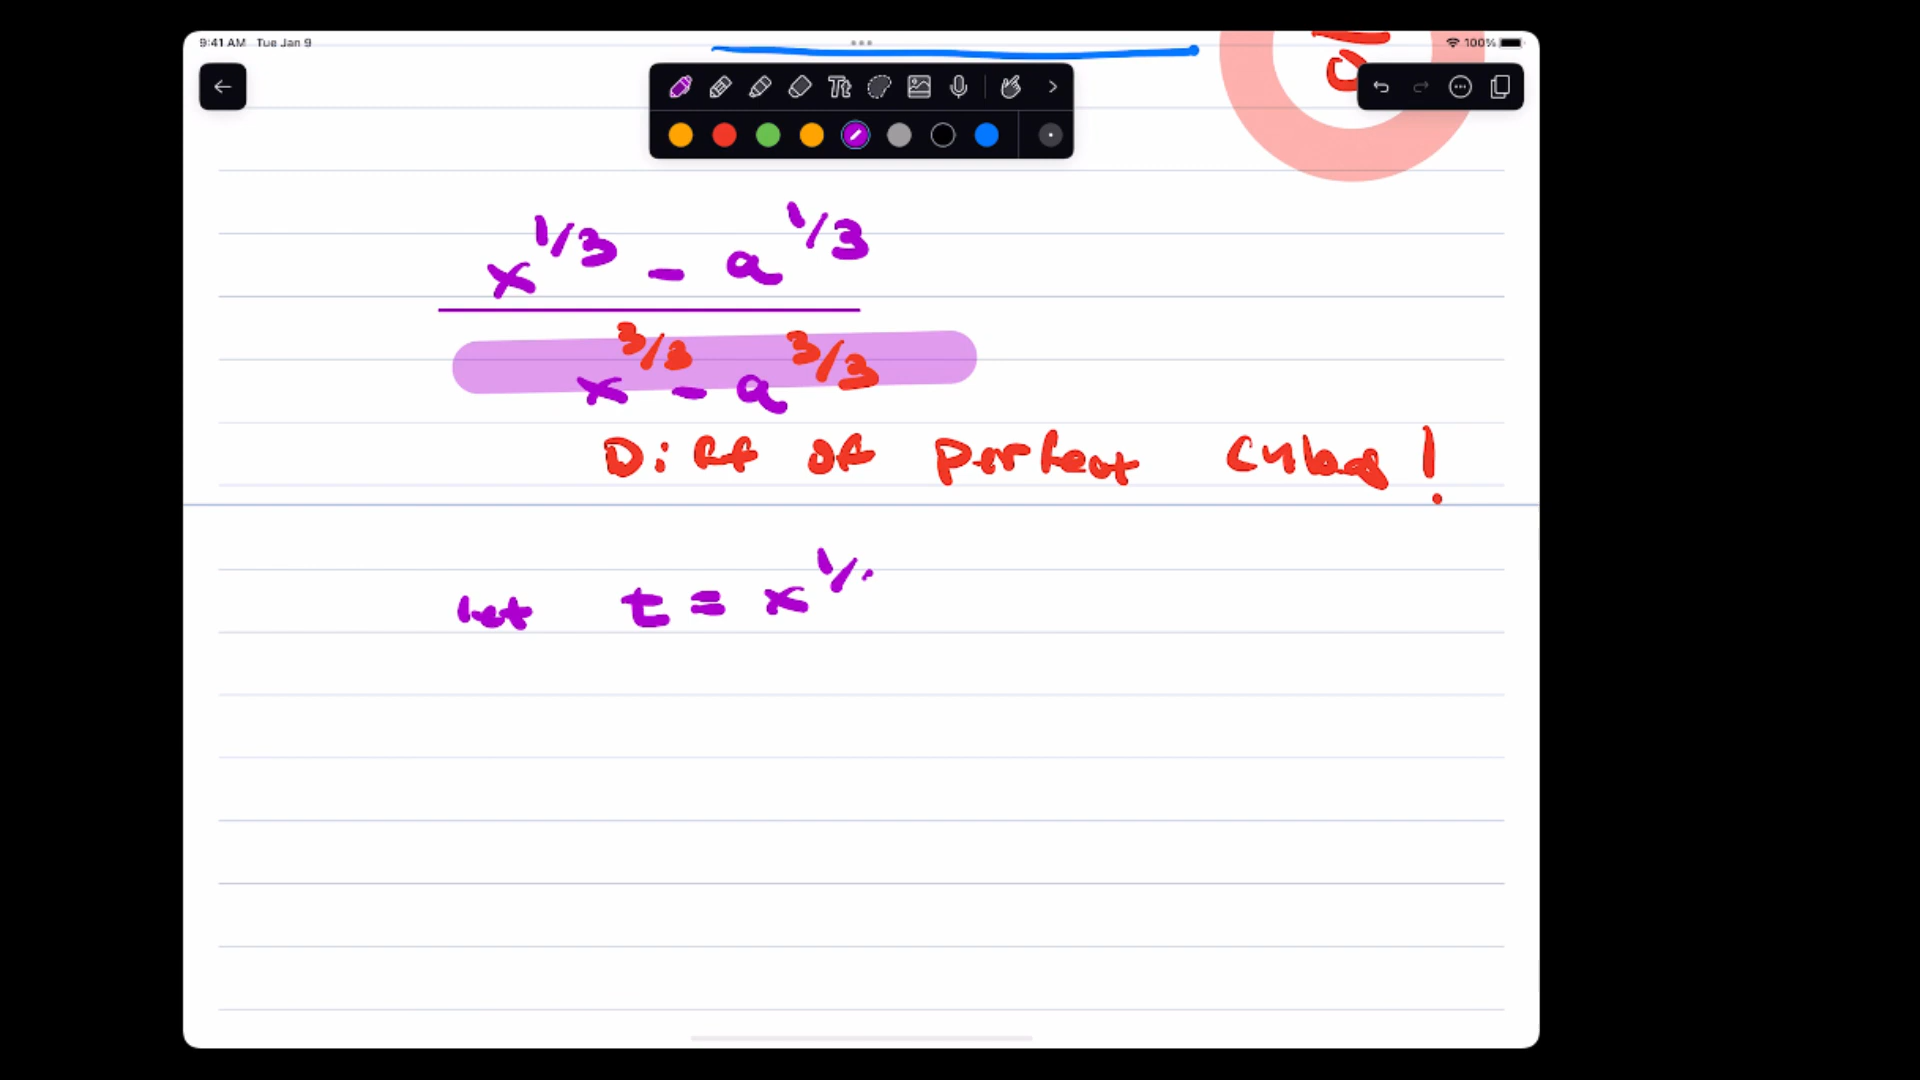 9:41 AM Tue Jan 9
100%
Tt
x^1/3 - a^1/3
x^3/3 - a^3/3
Diff of perfect cubes!
let t = x^1/